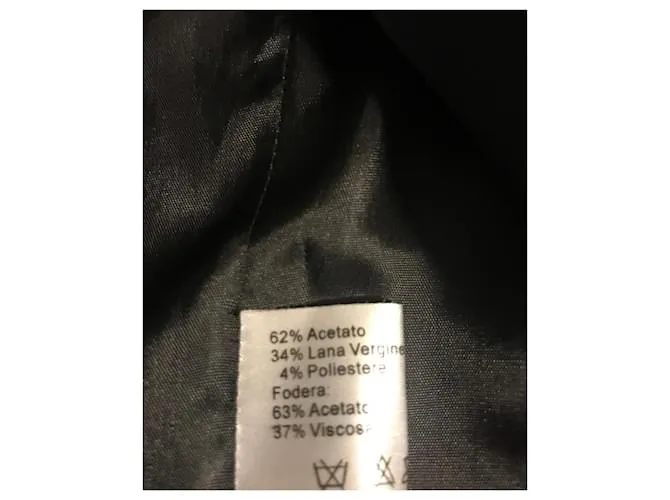 62% Acetato
34% Lana Vergine
4% Poliestere
Fodera:
63% Acetato
37% Viscosa